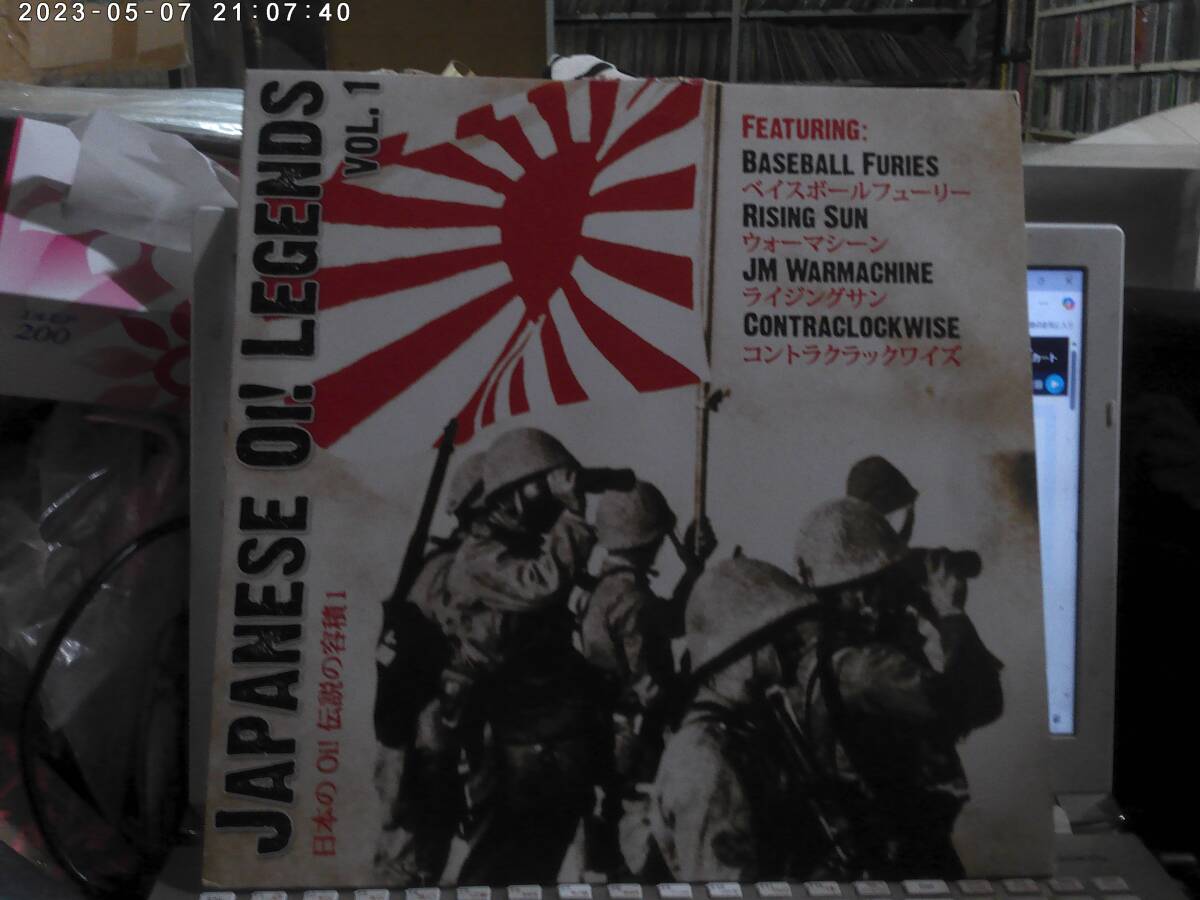 2023-05-07 21:07:40
JAPANESE OI! LEGENDS
VOL. 1
日本の OI! 伝説の容積 1
FEATURING:
BASEBALL FURIES
ベイスボールフューリー
RISING SUN
ウォーマシーン
JM WARMACHINE
ライジングサン
CONTRACLOCKWISE
コントラクラックワイズ
200